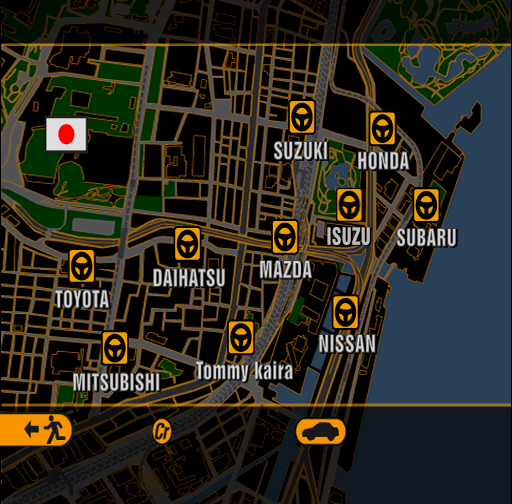 SUZUKI
HONDA
ISUZU
SUBARU
MAZDA
DAIHATSU
TOYOTA
NISSAN
Tommy kaira
MITSUBISHI
Cr